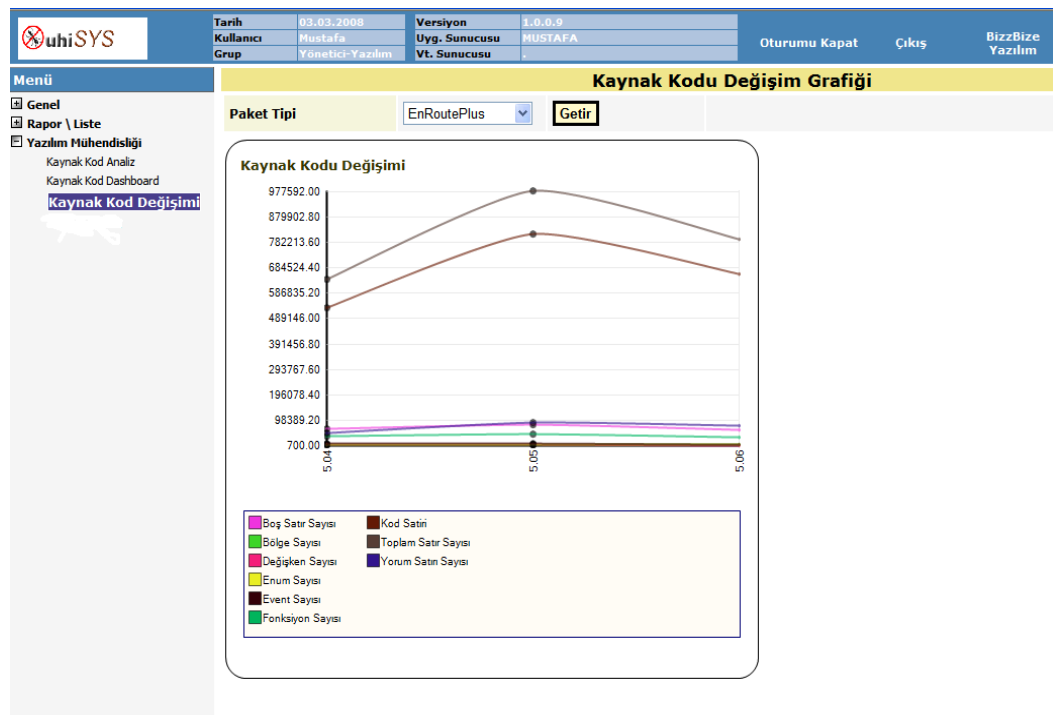 uhiSYS
Tarih 03.03.2008 Versiyon 1.0.0.9
Kullanıcı Mustafa Uyg. Sunucusu MUSTAFA
Grup Yönetici-Yazılım Vt. Sunucusu .
Oturumu Kapat Çıkış BizzBize Yazılım
Menü
Genel
Rapor \ Liste
Yazılım Mühendisliği
Kaynak Kod Analiz
Kaynak Kod Dashboard
Kaynak Kod Değişimi
Kaynak Kodu Değişim Grafiği
Paket Tipi EnRoutePlus Getir
Kaynak Kodu Değişimi
977592.00
879902.80
782213.60
684524.40
586835.20
489146.00
391456.80
293767.60
196078.40
98389.20
700.00
5.04 5.05 5.06
Boş Satır Sayısı Kod Satiri
Bölge Sayısı Toplam Satır Sayısı
Değişken Sayısı Yorum Satırı Sayısı
Enum Sayısı
Event Sayısı
Fonksiyon Sayısı